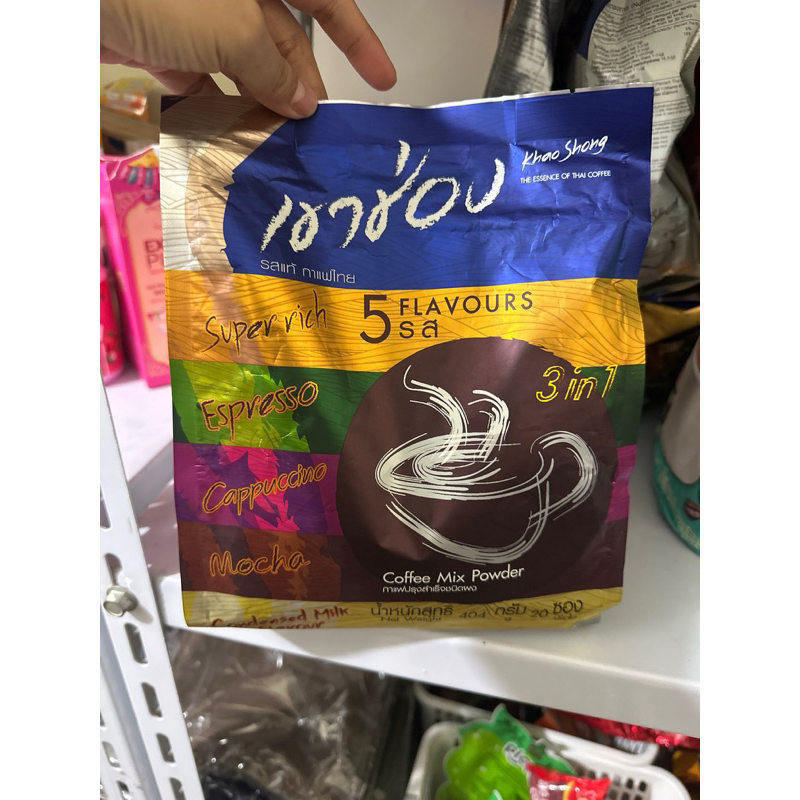 เขาช่อง
Khao Shong
THE ESSENCE OF THAI COFFEE
รสแท้ กาแฟไทย
Super rich
5 FLAVOURS
รส
3 in 1
Espresso
Cappuccino
Mocha
Coffee Mix Powder
กาแฟปรุงสำเร็จชนิดผง
Condensed Milk
น้ำหนักสุทธิ 404 กรัม 20 ซอง
Net Weight g